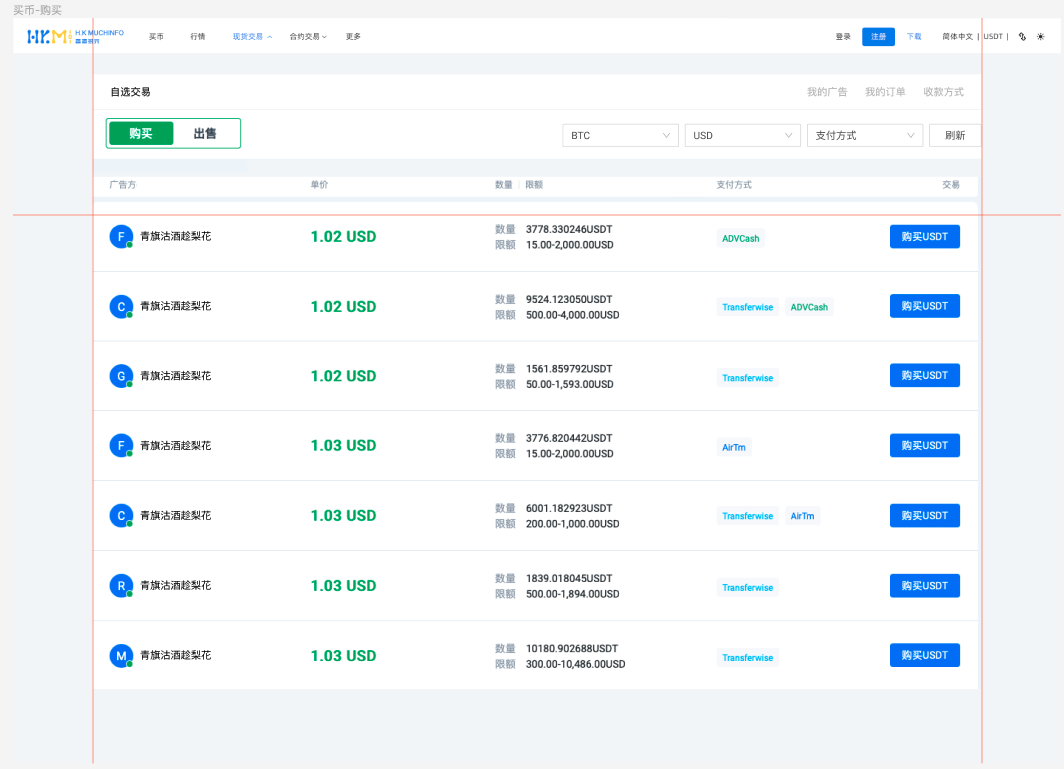 买币-购买
HKM H.K MUCHINFO 买币 行情 现货交易 合约交易 更多 登录 注册 下载 简体中文 | USDT |
自选交易 我的广告 我的订单 收款方式
购买 出售 BTC USD 支付方式 刷新
广告方 单价 数量 | 限额 支付方式 交易
F 青旗沽酒趁梨花 1.02 USD 数量 3778.330246USDT ADVCash 购买USDT
限额 15.00-2,000.00USD
C 青旗沽酒趁梨花 1.02 USD 数量 9524.123050USDT Transferwise ADVCash 购买USDT
限额 500.00-4,000.00USD
G 青旗沽酒趁梨花 1.02 USD 数量 1561.859792USDT Transferwise 购买USDT
限额 50.00-1,593.00USD
F 青旗沽酒趁梨花 1.03 USD 数量 3776.820442USDT AirTm 购买USDT
限额 15.00-2,000.00USD
C 青旗沽酒趁梨花 1.03 USD 数量 6001.182923USDT Transferwise AirTm 购买USDT
限额 200.00-1,000.00USD
R 青旗沽酒趁梨花 1.03 USD 数量 1839.018045USDT Transferwise 购买USDT
限额 500.00-1,894.00USD
M 青旗沽酒趁梨花 1.03 USD 数量 10180.902688USDT Transferwise 购买USDT
限额 300.00-10,486.00USD